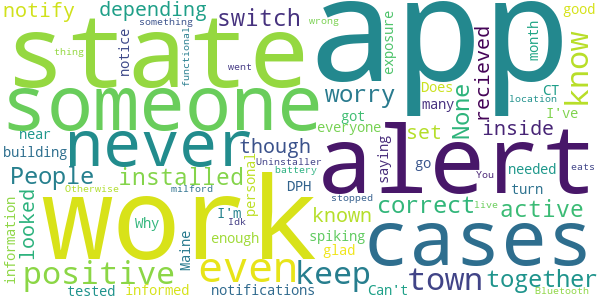 notify
depending
something
switch
notice
functional
state
app
wrong
exposure
good
thing
went
month
know
someone
worry
None
recieved
Does
many
CT
location
I've
never
though
got
everyone
set
inside
near
building
People
installed
Uninstaller
battery
personal
saying
go
needed
turn
You
eats
alert
DPH
Otherwise
milford
I'm
known
correct
active
stopped
live
information
looked
work
Why
Idk
enough
spiking
glad
cases
Maine
even
keep
town
together
positive
tested
informed
notifications
Can't
Bluetooth